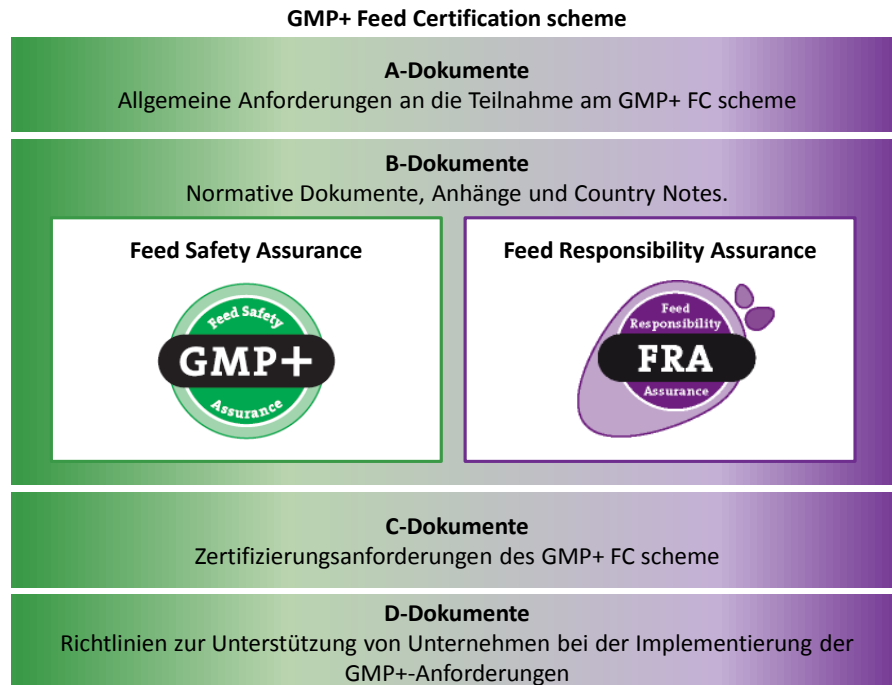 GMP+ Feed Certification scheme
A-Dokumente
Allgemeine Anforderungen an die Teilnahme am GMP+ FC scheme
B-Dokumente
Normative Dokumente, Anhänge und Country Notes.
Feed Safety Assurance
Feed Safety
GMP+
Assurance
Feed Responsibility Assurance
Feed
Responsibility
FRA
Assurance
C-Dokumente
Zertifizierungsanforderungen des GMP+ FC scheme
D-Dokumente
Richtlinien zur Unterstützung von Unternehmen bei der Implementierung der
GMP+-Anforderungen